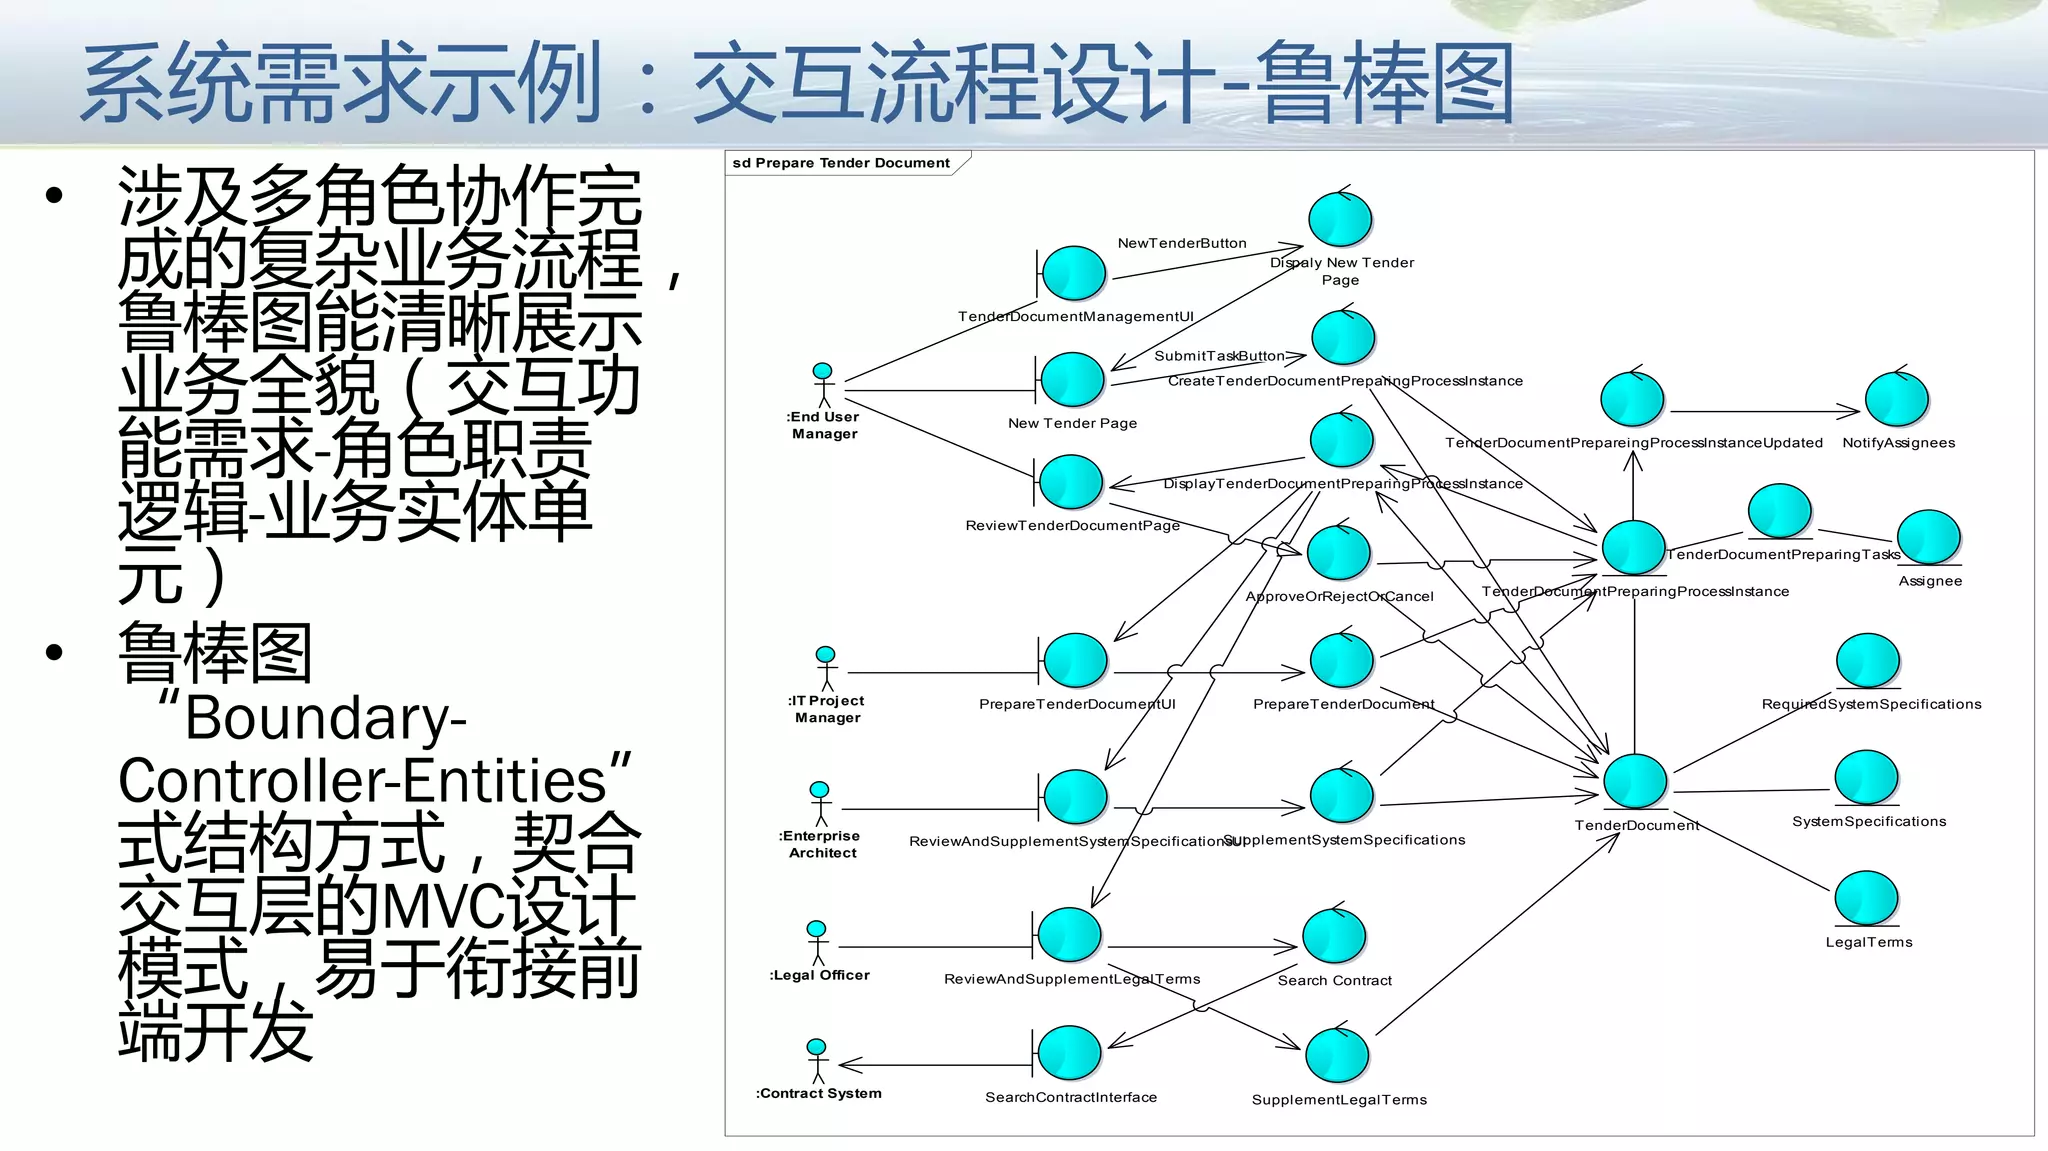 系统需求示例：交互流程设计-鲁棒图
• 涉及多角色协作完
成的复杂业务流程，
鲁棒图能清晰展示
业务全貌（交互功
能需求-角色职责
逻辑-业务实体单
元）
• 鲁棒图
“Boundary-
Controller-Entities”
式结构方式，契合
交互层的MVC设计
模式，易于衔接前
端开发
sd Prepare Tender Document
NewTenderButton
Dispaly New Tender
Page
TenderDocumentManagementUI
SubmitTaskButton
CreateTenderDocumentPreparingProcessInstance
:End User
Manager
New Tender Page
TenderDocumentPrepareingProcessInstanceUpdated
NotifyAssignees
DisplayTenderDocumentPreparingProcessInstance
ReviewTenderDocumentPage
TenderDocumentPreparingTasks
Assignee
ApproveOrRejectOrCancel
TenderDocumentPreparingProcessInstance
:IT Project
Manager
PrepareTenderDocumentUI
PrepareTenderDocument
RequiredSystemSpecifications
:Enterprise
Architect
ReviewAndSupplementSystemSpecificationsU
SupplementSystemSpecifications
TenderDocument
SystemSpecifications
LegalTerms
:Legal Officer
ReviewAndSupplementLegalTerms
Search Contract
:Contract System
SearchContractInterface
SupplementLegalTerms